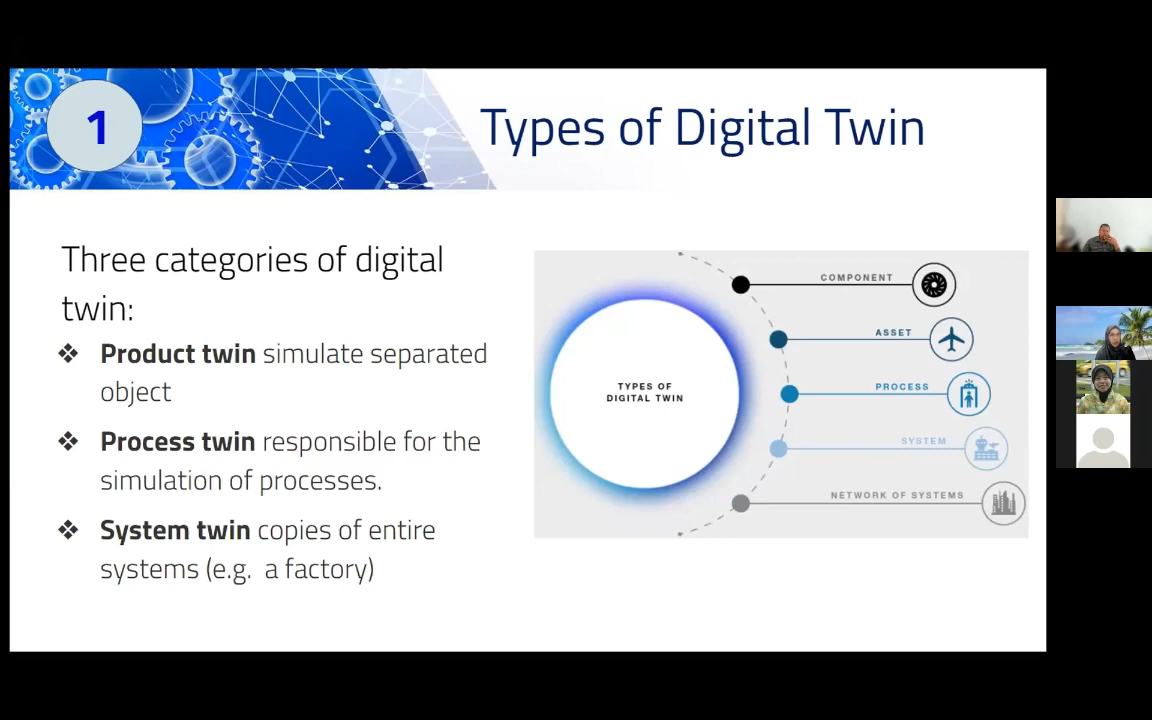 1
Types of Digital Twin
Three categories of digital
twin:
❖ Product twin simulate separated
object
❖ Process twin responsible for the
simulation of processes.
❖ System twin copies of entire
systems (e.g. a factory)
TYPES OF
DIGITAL TWIN
COMPONENT
ASSET
PROCESS
SYSTEM
NETWORK OF SYSTEMS